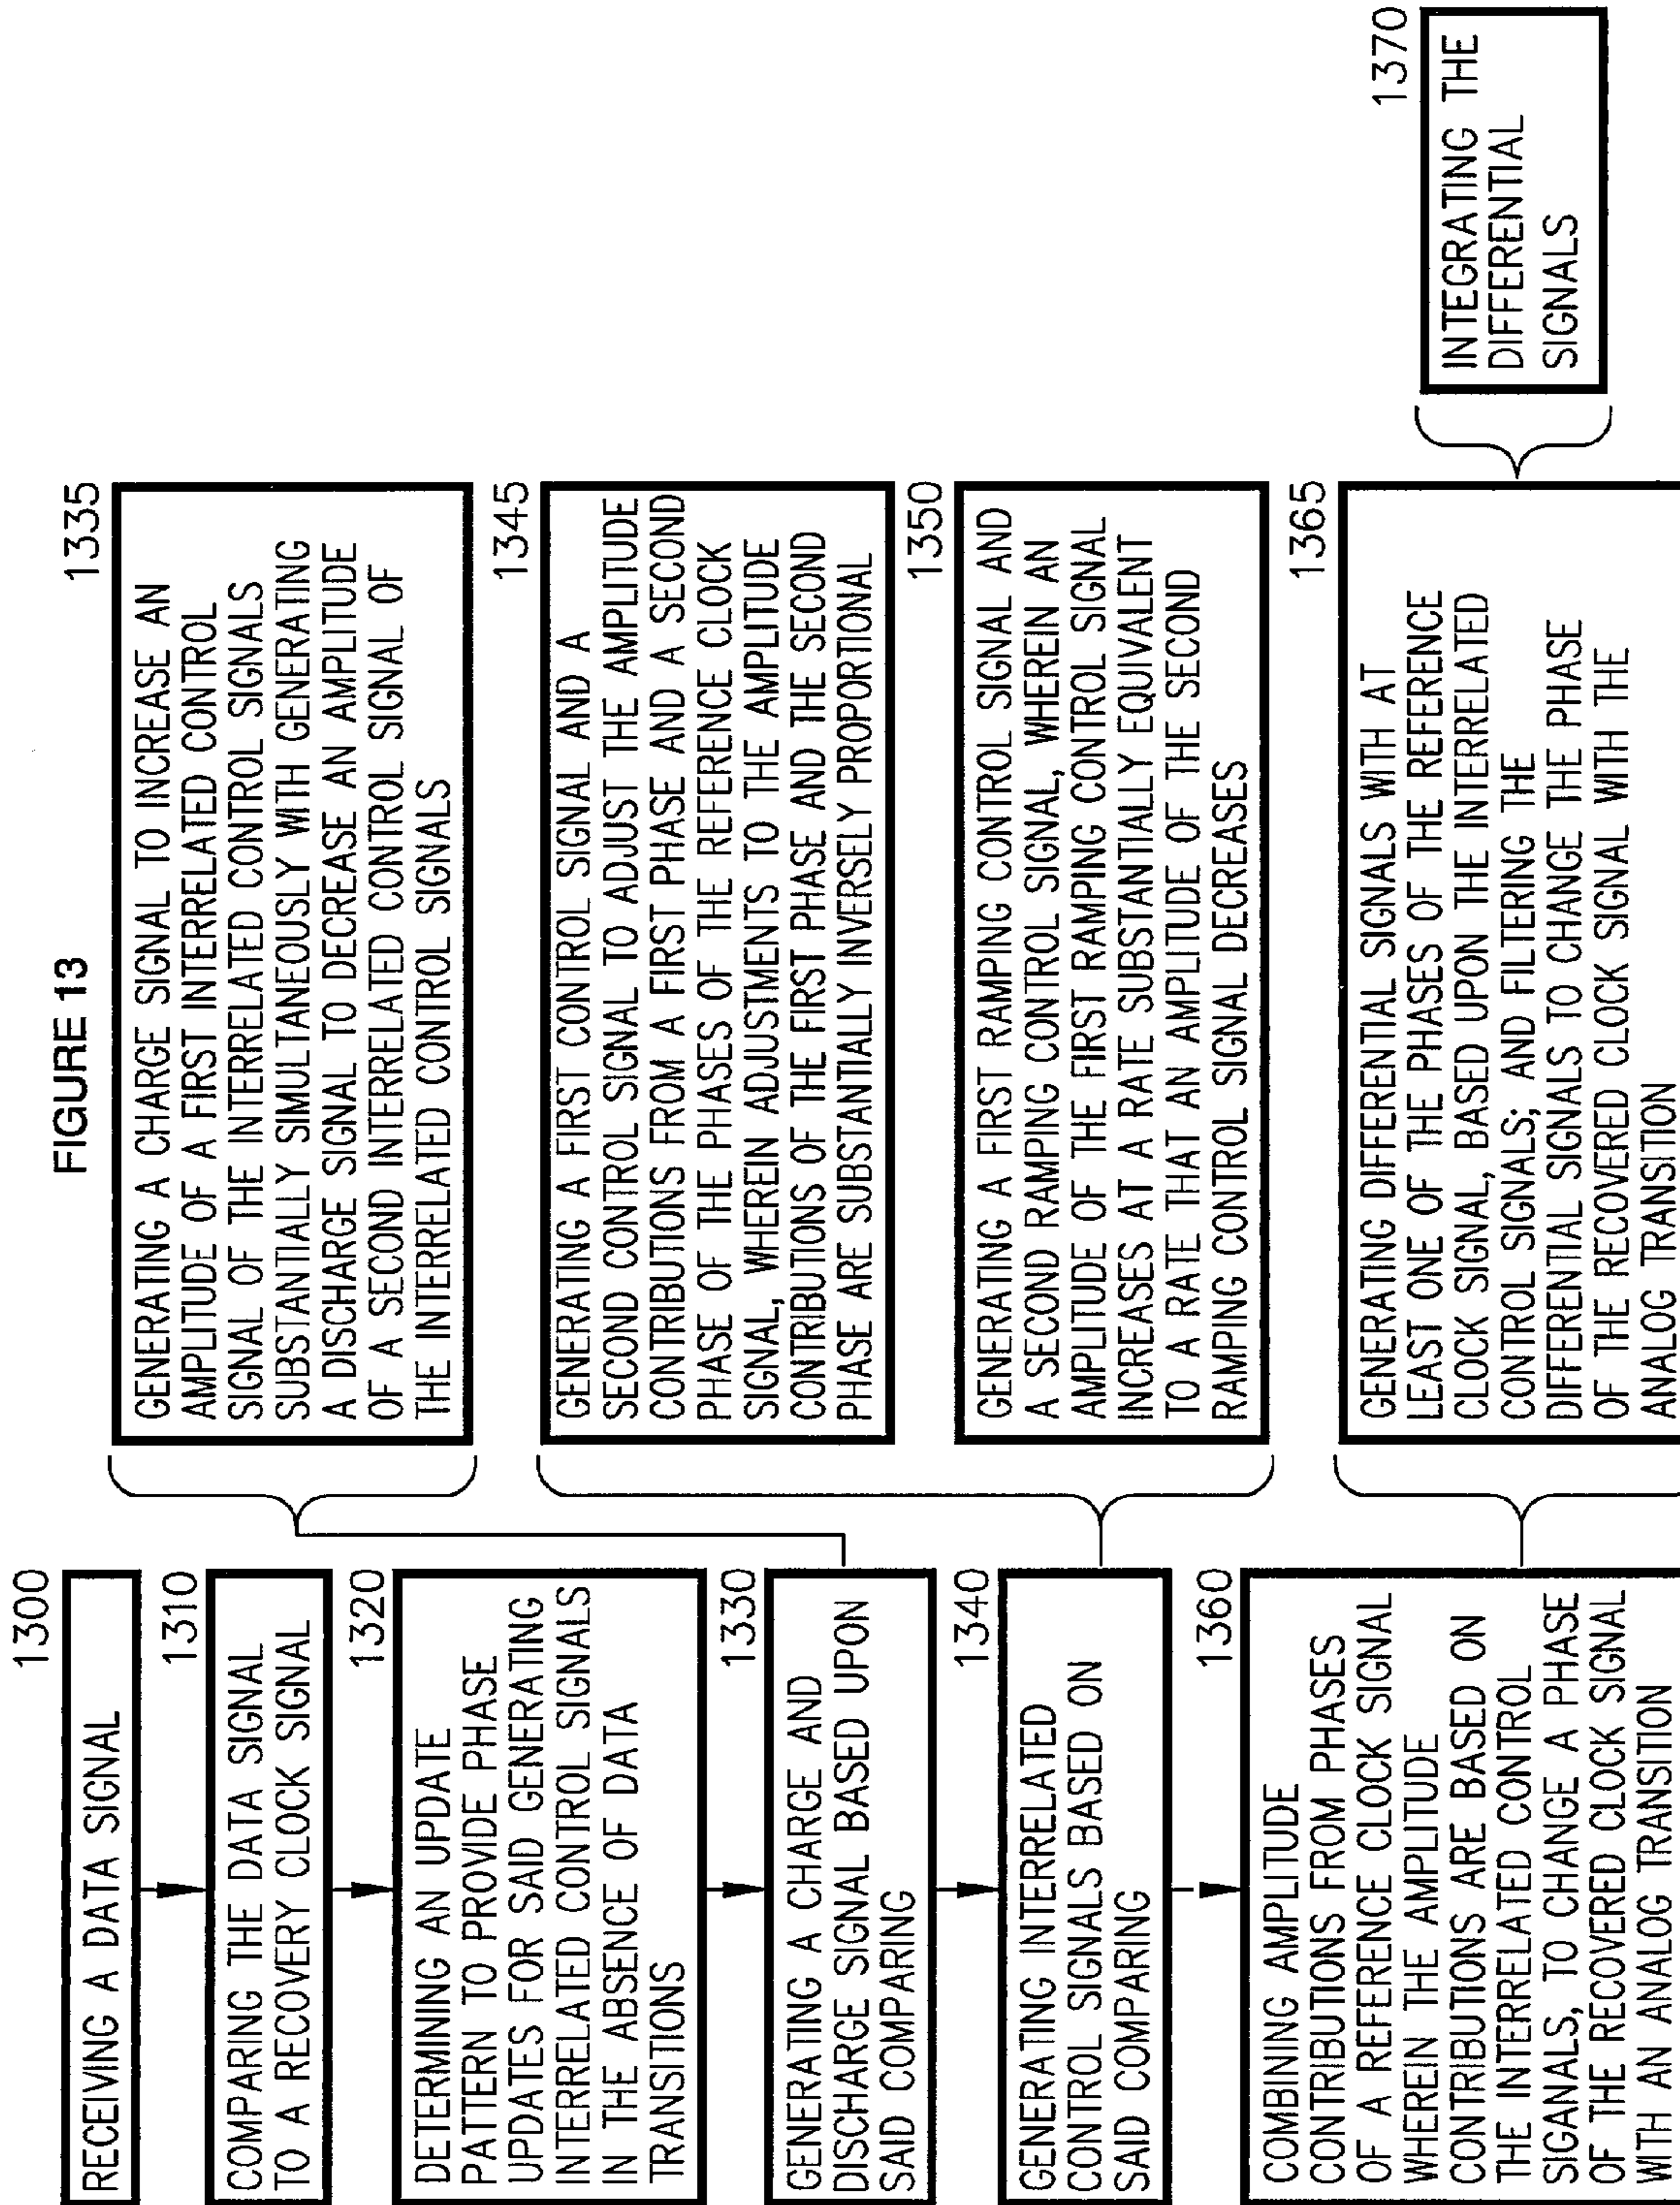 FIGURE 13
1300
RECEIVING A DATA SIGNAL
1310
COMPARING THE DATA SIGNAL
TO A RECOVERY CLOCK SIGNAL
1320
DETERMINING AN UPDATE
PATTERN TO PROVIDE PHASE
UPDATES FOR SAID GENERATING
INTERRELATED CONTROL SIGNALS
IN THE ABSENCE OF DATA
TRANSITIONS
1330
GENERATING A CHARGE AND
DISCHARGE SIGNAL BASED UPON
SAID COMPARING
1335
GENERATING A CHARGE SIGNAL TO INCREASE AN
AMPLITUDE OF A FIRST INTERRELATED CONTROL
SIGNAL OF THE INTERRELATED CONTROL SIGNALS
SUBSTANTIALLY SIMULTANEOUSLY WITH GENERATING
A DISCHARGE SIGNAL TO DECREASE AN AMPLITUDE
OF A SECOND INTERRELATED CONTROL SIGNAL OF
THE INTERRELATED CONTROL SIGNALS
1340
GENERATING INTERRELATED
CONTROL SIGNALS BASED ON
SAID COMPARING
1345
GENERATING A FIRST CONTROL SIGNAL AND A
SECOND CONTROL SIGNAL TO ADJUST THE AMPLITUDE
CONTRIBUTIONS FROM A FIRST PHASE AND A SECOND
PHASE OF THE PHASES OF THE REFERENCE CLOCK
SIGNAL, WHEREIN ADJUSTMENTS TO THE AMPLITUDE
CONTRIBUTIONS OF THE FIRST PHASE AND THE SECOND
PHASE ARE SUBSTANTIALLY INVERSELY PROPORTIONAL
1350
GENERATING A FIRST RAMPING CONTROL SIGNAL AND
A SECOND RAMPING CONTROL SIGNAL, WHEREIN AN
AMPLITUDE OF THE FIRST RAMPING CONTROL SIGNAL
INCREASES AT A RATE SUBSTANTIALLY EQUIVALENT
TO A RATE THAT AN AMPLITUDE OF THE SECOND
RAMPING CONTROL SIGNAL DECREASES
1360
COMBINING AMPLITUDE
CONTRIBUTIONS FROM PHASES
OF A REFERENCE CLOCK SIGNAL
WHEREIN THE AMPLITUDE
CONTRIBUTIONS ARE BASED ON
THE INTERRELATED CONTROL
SIGANALS, TO CHANGE A PHASE
OF THE RECOVERED CLOCK SIGNAL
WITH AN ANALOG TRANSITION
1365
GENERATING DIFFERENTIAL SIGNALS WITH AT
LEAST ONE OF THE PHASES OF THE REFERENCE
CLOCK SIGNAL, BASED UPON THE INTERRELATED
CONTROL SIGNALS; AND FILTERING THE
DIFFERENTIAL SIGNALS TO CHANGE THE PHASE
OF THE RECOVERED CLOCK SIGNAL WITH THE
ANALOG TRANSITION
1370
INTEGRATING THE
DIFFERENTIAL
SIGNALS